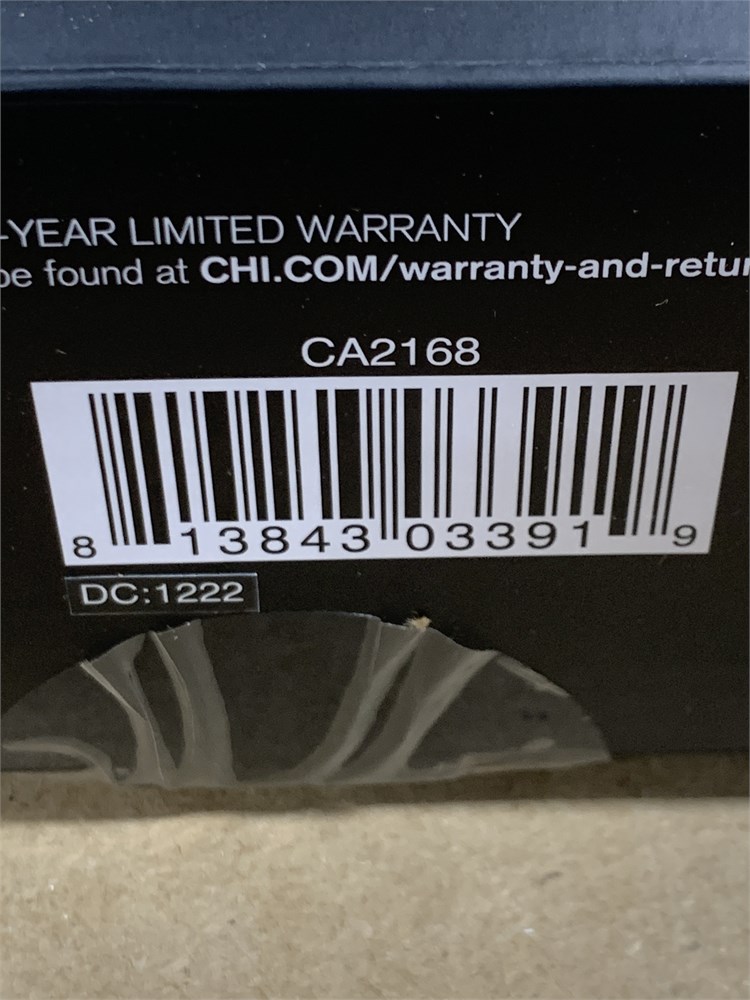 -YEAR LIMITED WARRANTY
be found at CHI.COM/warranty-and-retur
CA2168
8 13843 03391 9
DC:1222